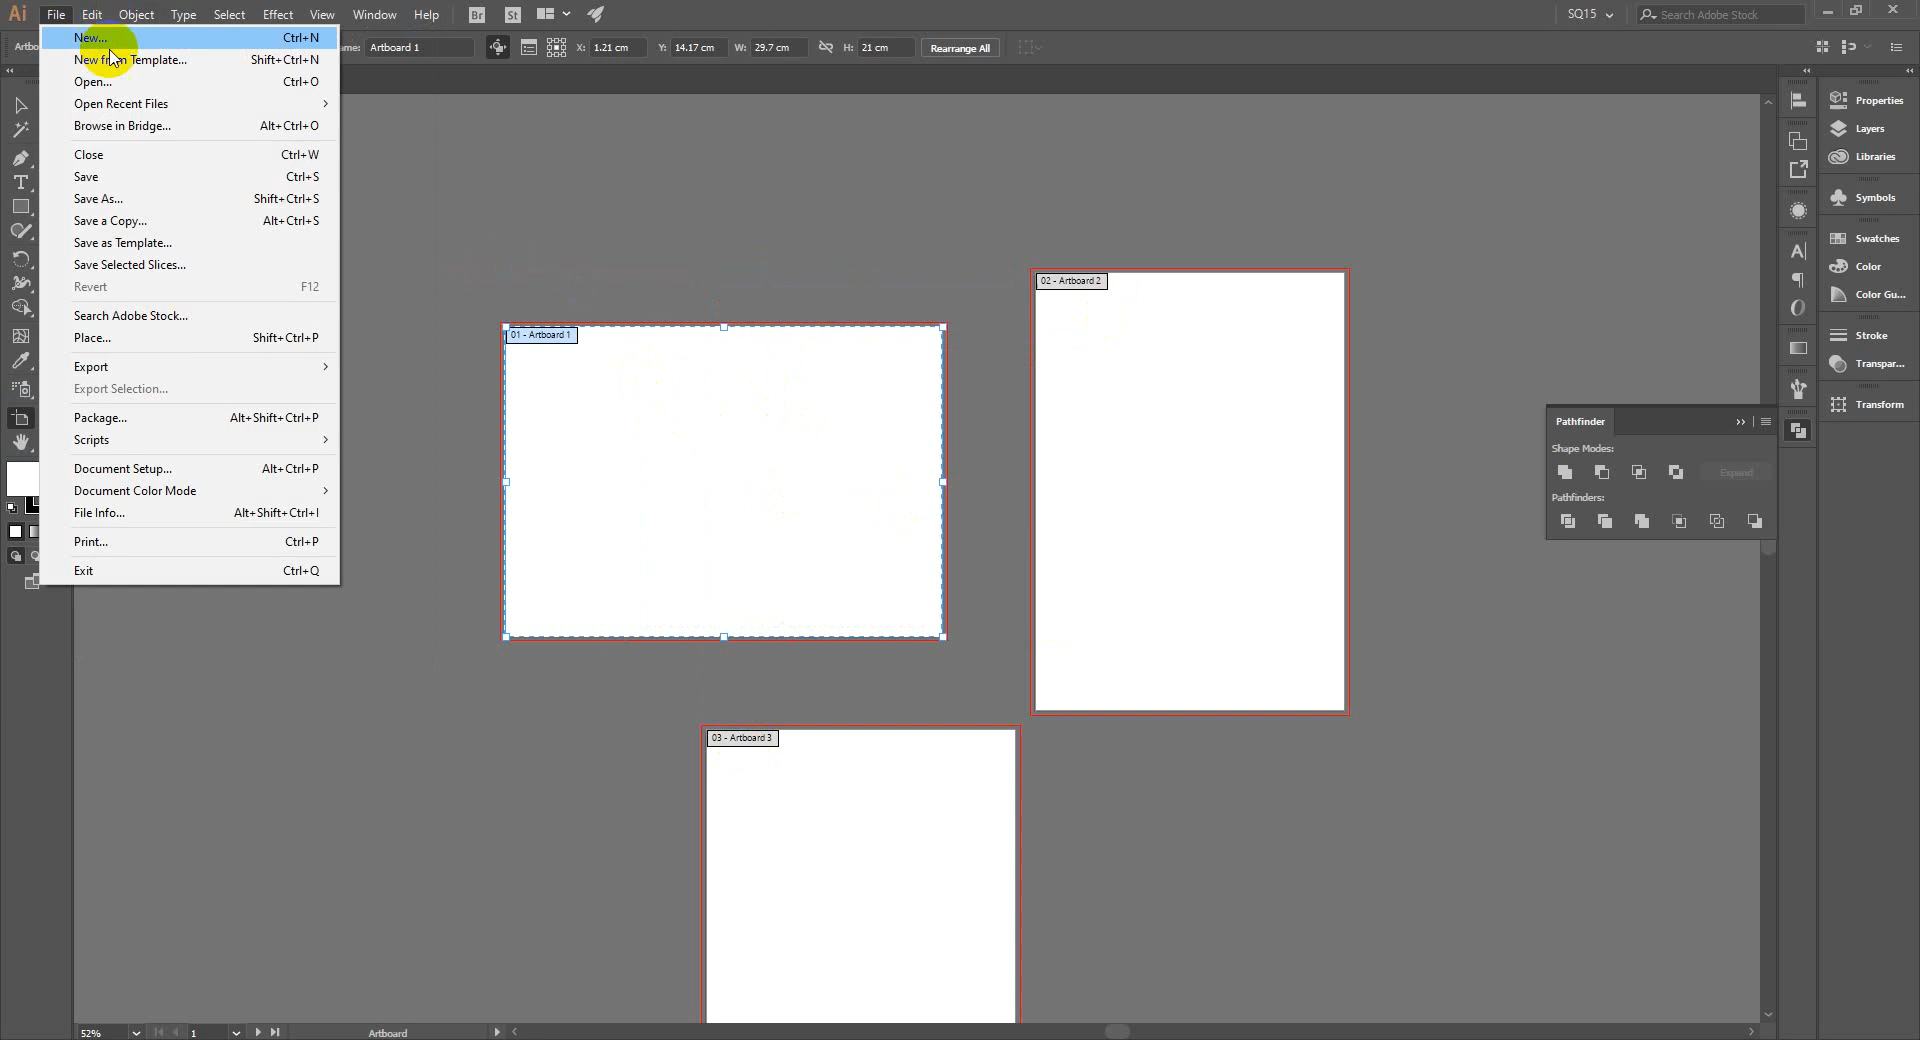 Ai File Edit Object Type Select Effect View Window Help Br St SQ15 Search Adobe Stock
Artbo ame: Artboard 1 X: 1.21 cm Y: 14.17 cm W: 29.7 cm H: 21 cm Rearrange All
New... Ctrl+N
New from Template... Shift+Ctrl+N
Open... Ctrl+O
Open Recent Files
Browse in Bridge... Alt+Ctrl+O
Close Ctrl+W
Save Ctrl+S
Save As... Shift+Ctrl+S
Save a Copy... Alt+Ctrl+S
Save as Template...
Save Selected Slices...
Revert F12
Search Adobe Stock...
Place... Shift+Ctrl+P
Export
Export Selection...
Package... Alt+Shift+Ctrl+P
Scripts
Document Setup... Alt+Ctrl+P
Document Color Mode
File Info... Alt+Shift+Ctrl+I
Print... Ctrl+P
Exit Ctrl+Q
01 - Artboard 1
02 - Artboard 2
03 - Artboard 3
Properties
Layers
Libraries
Symbols
Swatches
Color
Color Gu...
Stroke
Transpar...
Transform
Pathfinder
Shape Modes:
Expand
Pathfinders:
52% 1 Artboard